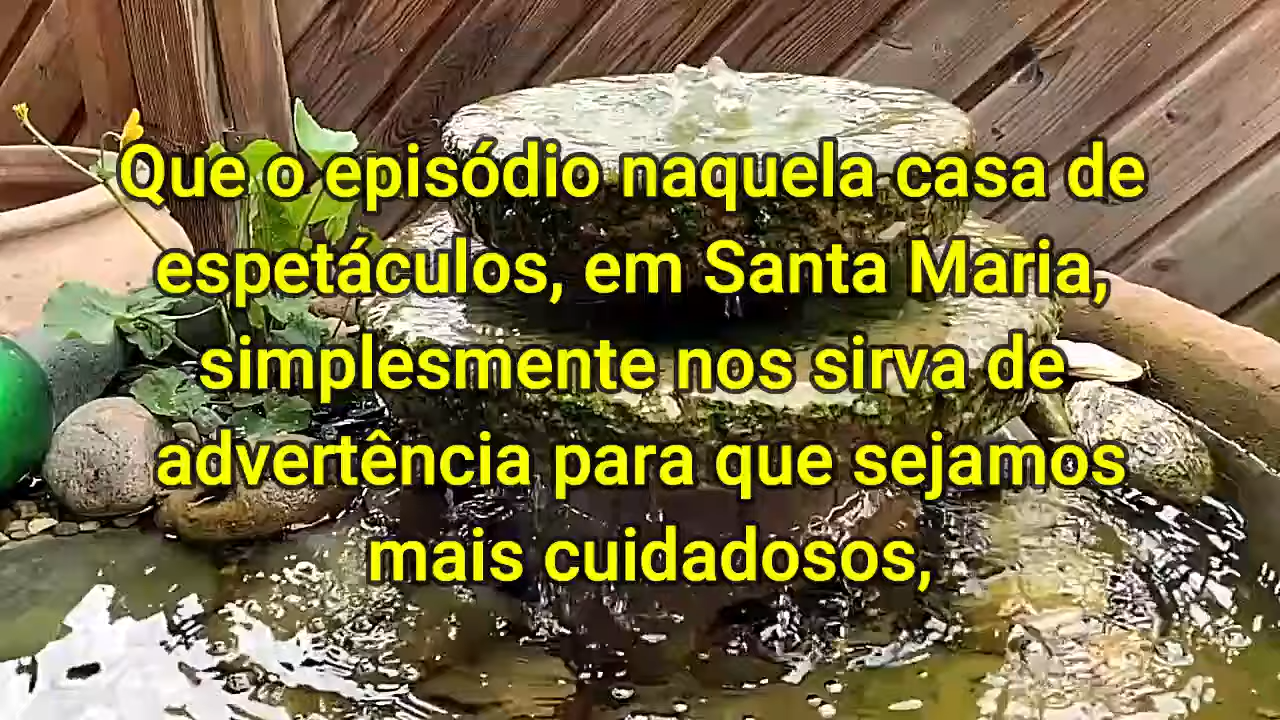 Que o episódio naquela casa de
espetáculos, em Santa Maria,
simplesmente nos sirva de
advertência para que sejamos
mais cuidadosos,